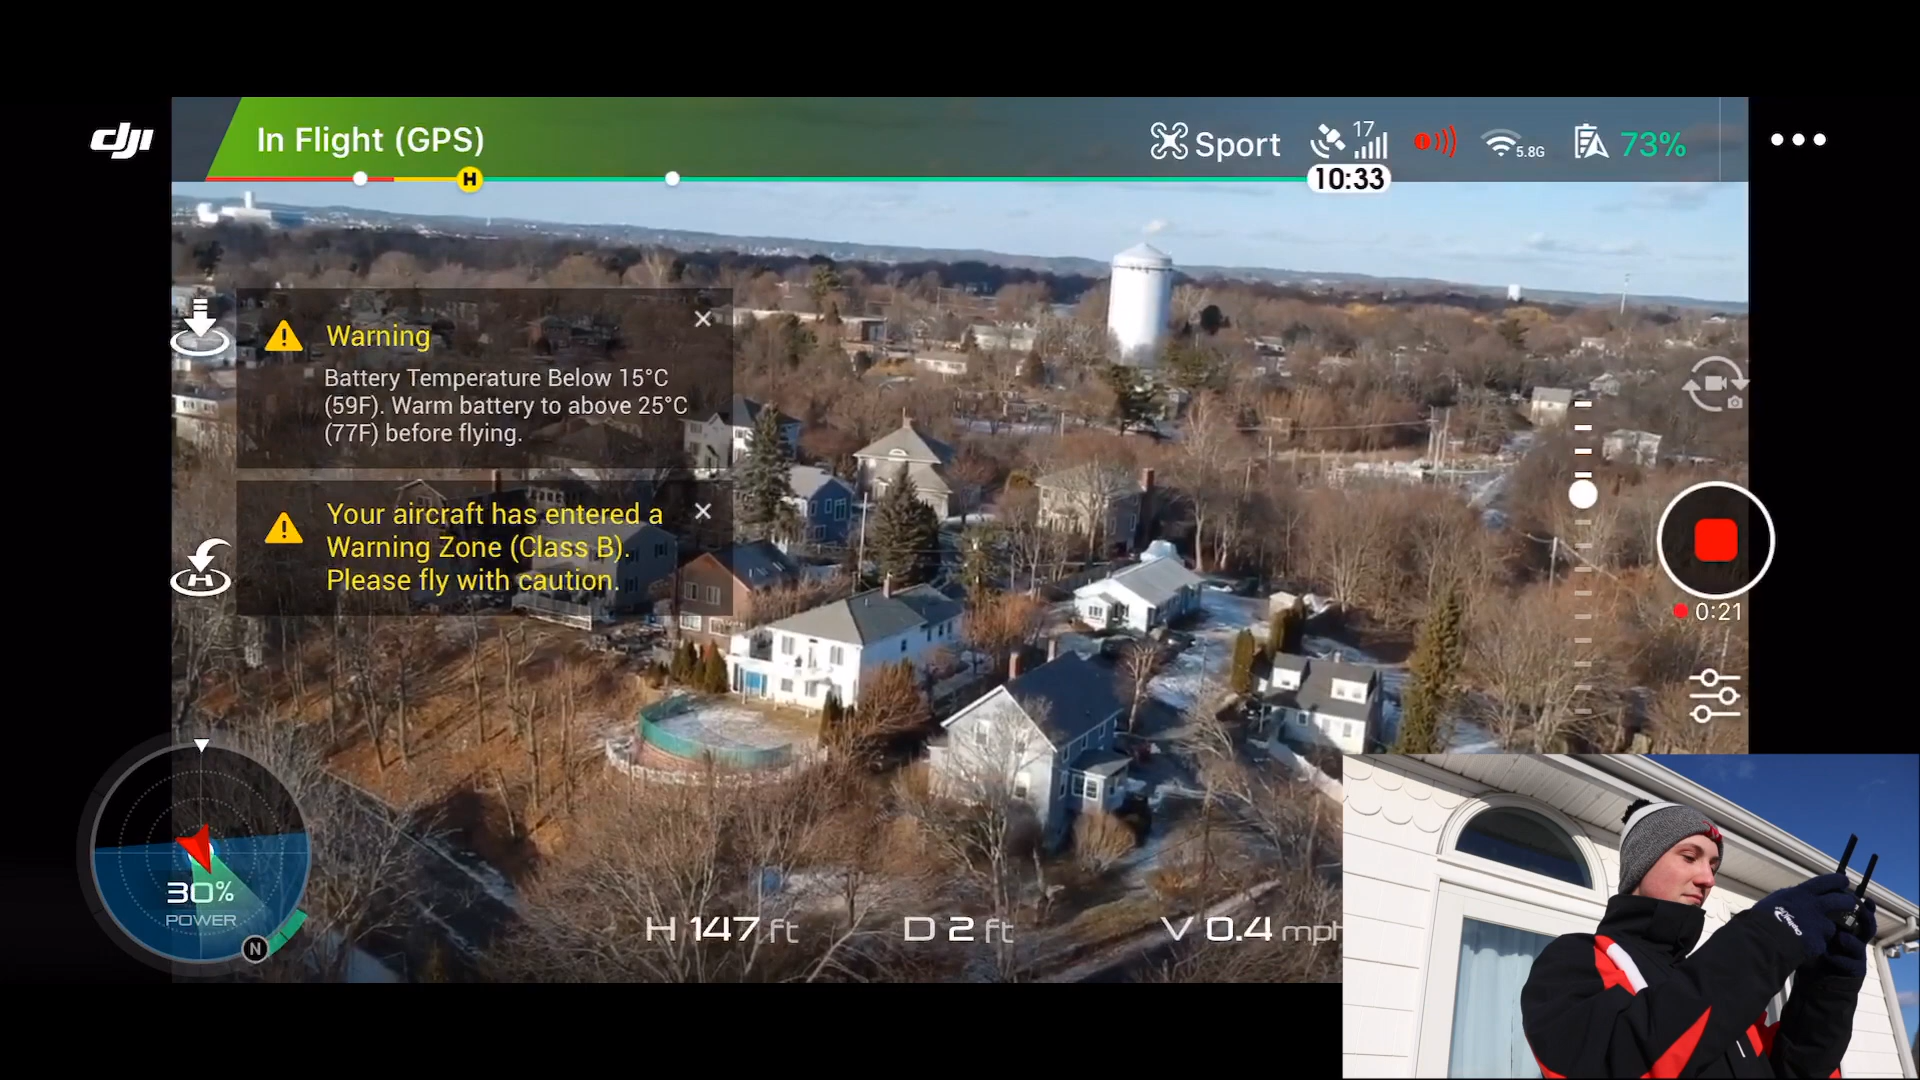 dji
In Flight (GPS)
Sport
17
5.8G
73%
H
10:33
Warning
Battery Temperature Below 15°C
(59F). Warm battery to above 25°C
(77F) before flying.
Your aircraft has entered a
Warning Zone (Class B).
Please fly with caution.
H
0:21
30%
POWER
N
H 147 ft
D 2 ft
V 0.4 mph